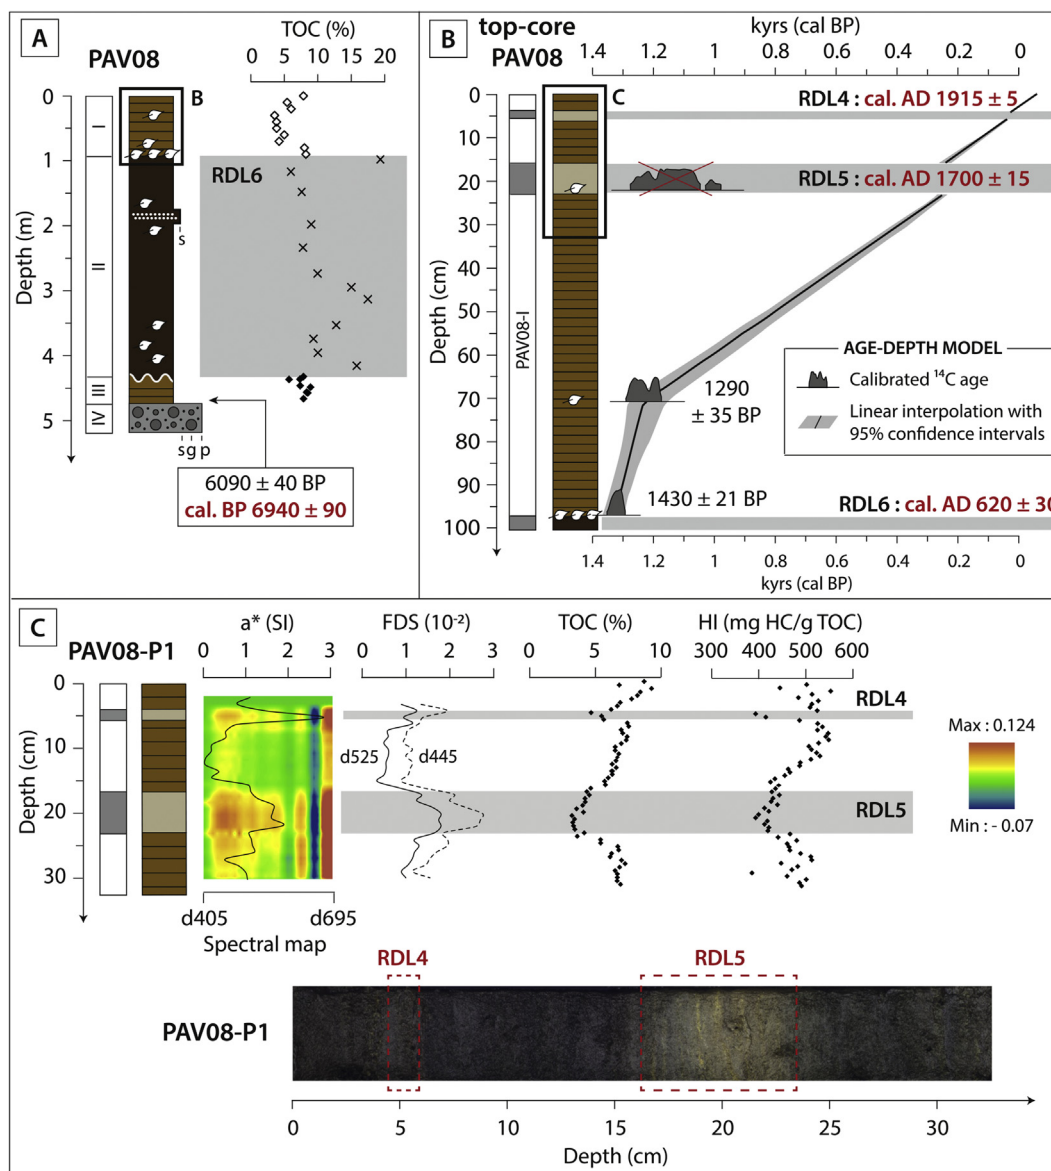 A
PAV08
TOC (%)
0 5 10 15 20
B
0
1
2
3
4
5
Depth (m)
I
II
III
IV
RDL6
s
s g p
6090 ± 40 BP
cal. BP 6940 ± 90
B
top-core
PAV08
kyrs (cal BP)
1.4 1.2 1 0.8 0.6 0.4 0.2 0
C
RDL4 : cal. AD 1915 ± 5
RDL5 : cal. AD 1700 ± 15
0
10
20
30
40
50
60
70
80
90
100
Depth (cm)
PAV08-I
AGE-DEPTH MODEL
Calibrated ¹⁴C age
Linear interpolation with
95% confidence intervals
1290
± 35 BP
1430 ± 21 BP
RDL6 : cal. AD 620 ± 30
1.4 1.2 1 0.8 0.6 0.4 0.2 0
kyrs (cal BP)
C
PAV08-P1
a* (SI)
0 1 2 3
FDS (10⁻²)
0 1 2 3
TOC (%)
0 5 10
HI (mg HC/g TOC)
300 400 500 600
0
10
20
30
Depth (cm)
d525
d445
RDL4
RDL5
Max : 0.124
Min : - 0.07
d405 d695
Spectral map
RDL4
RDL5
PAV08-P1
0 5 10 15 20 25 30
Depth (cm)